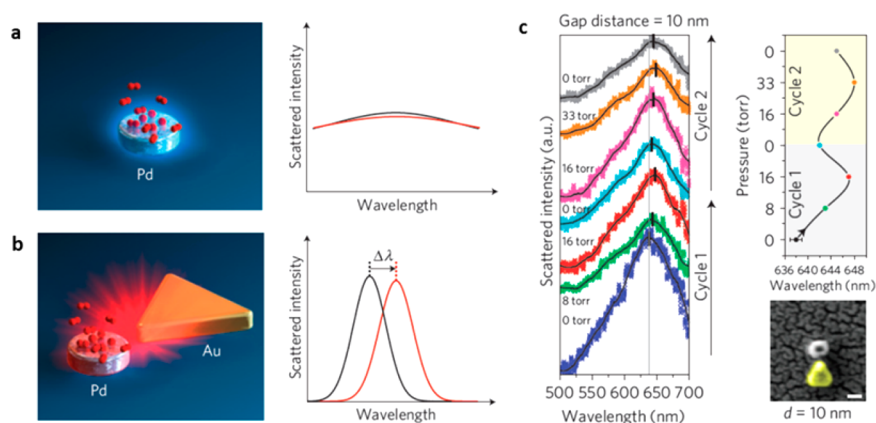 a
Pd
Scattered intensity
Wavelength
b
Pd
Au
Scattered intensity
Δλ
Wavelength
c
Gap distance = 10 nm
Scattered intensity (a.u.)
0 torr
33 torr
16 torr
0 torr
16 torr
8 torr
0 torr
Cycle 2
Cycle 1
500 550 600 650 700
Wavelength (nm)
Pressure (torr)
0
33
16
0
16
8
0
Cycle 2
Cycle 1
636 640 644 648
Wavelength (nm)
d = 10 nm